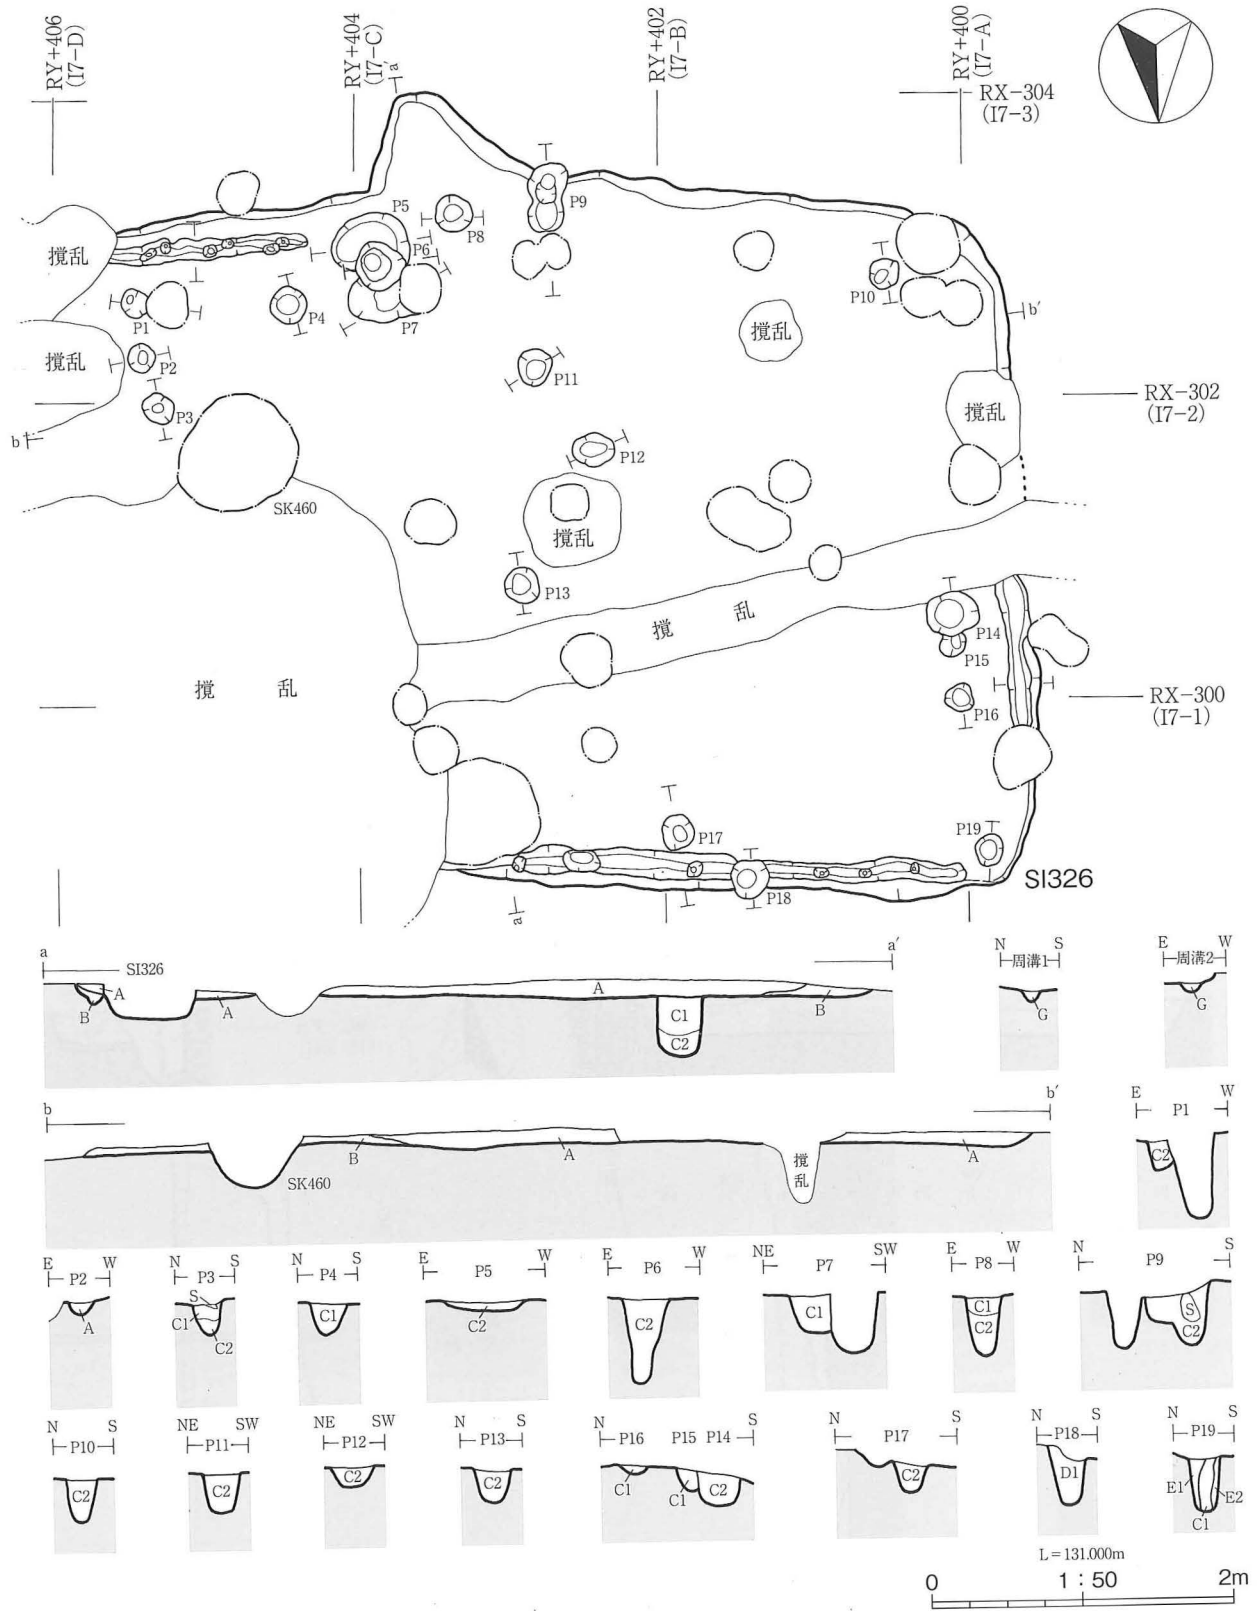 RY+406
(I7-D)
RY+404
(I7-C)
RY+402
(I7-B)
RY+400
(I7-A)
a'
RX-304
(I7-3)
P9
P5
P8
P6
撹乱
P10
b'
P1
P4
P7
撹乱
撹乱
P2
P11
RX-302
(I7-2)
撹乱
P3
b
P12
SK460
撹乱
P13
撹乱
P14
P15
撹乱
RX-300
(I7-1)
P16
P17
P19
SI326
P18
a
a a'
SI326
A
B
A
A
C1
C2
B
N S
周溝1
G
E W
周溝2
G
b b'
SK460
B
A
撹乱
A
E W
P1
C2
E W
P2
A
N S
P3
S
C1
C2
N S
P4
C1
E W
P5
C2
E W
P6
C2
NE SW
P7
C1
E W
P8
C1
C2
N S
P9
S
C2
N S
P10
C2
NE SW
P11
C2
NE SW
P12
C2
N S
P13
C2
N S
P16 P15 P14
C1
C1
C2
N S
P17
C2
N S
P18
D1
N S
P19
E1
E2
C1
L=131.000m
0 1:50 2m